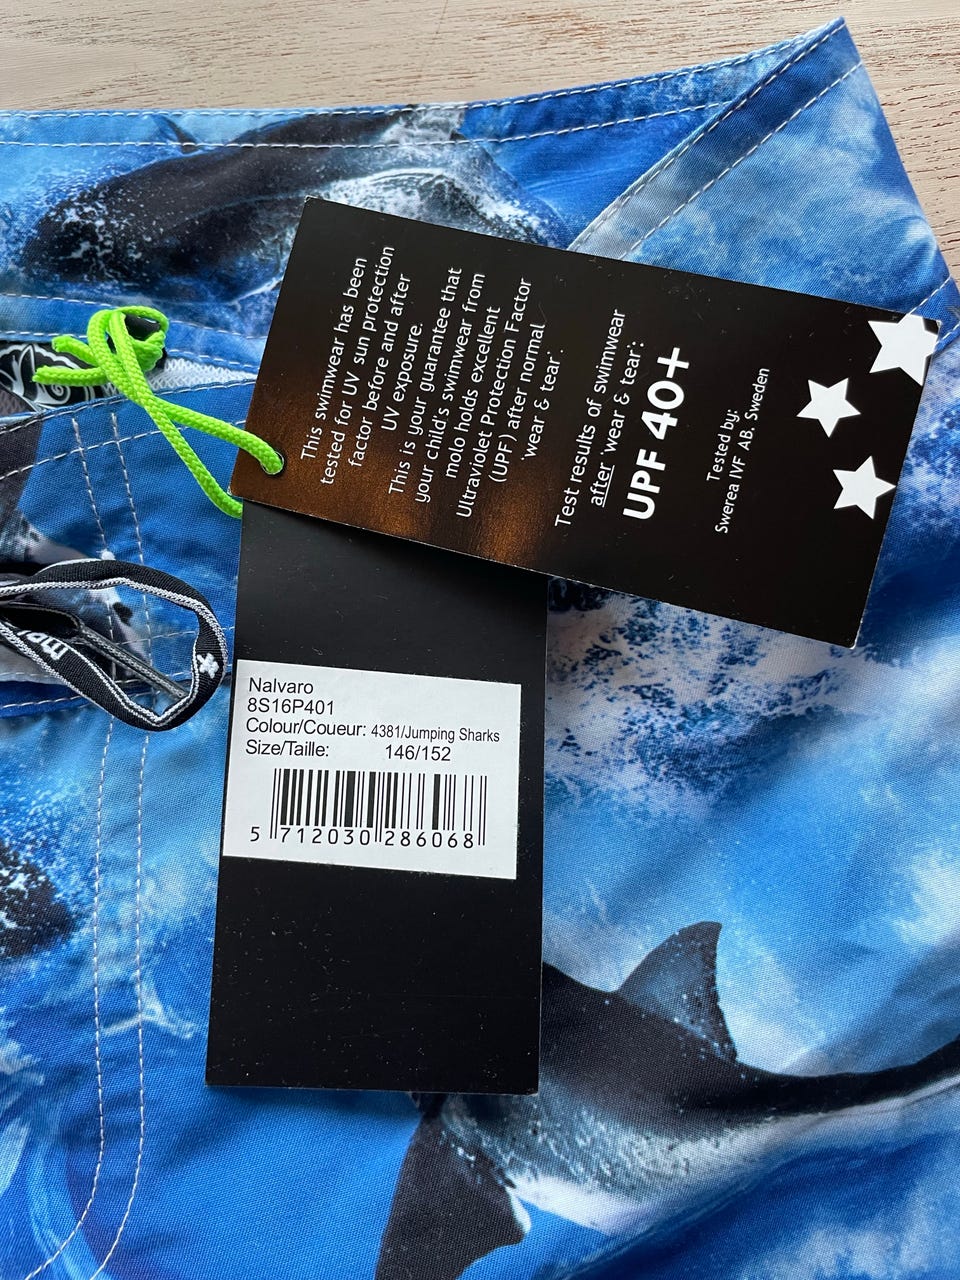 This swimwear has been
tested for UV sun protection
factor before and after
UV exposure.
This is your guarantee that
your child's swimwear from
molo holds excellent
Ultraviolet Protection Factor
(UPF) after normal
wear & tear*.
Test results of swimwear
after wear & tear*:
UPF 40+
Tested by:
Swerea IVF AB, Sweden
Nalvaro
8S16P401
Colour/Coueur: 4381/Jumping Sharks
Size/Taille: 146/152
5 712030 286068